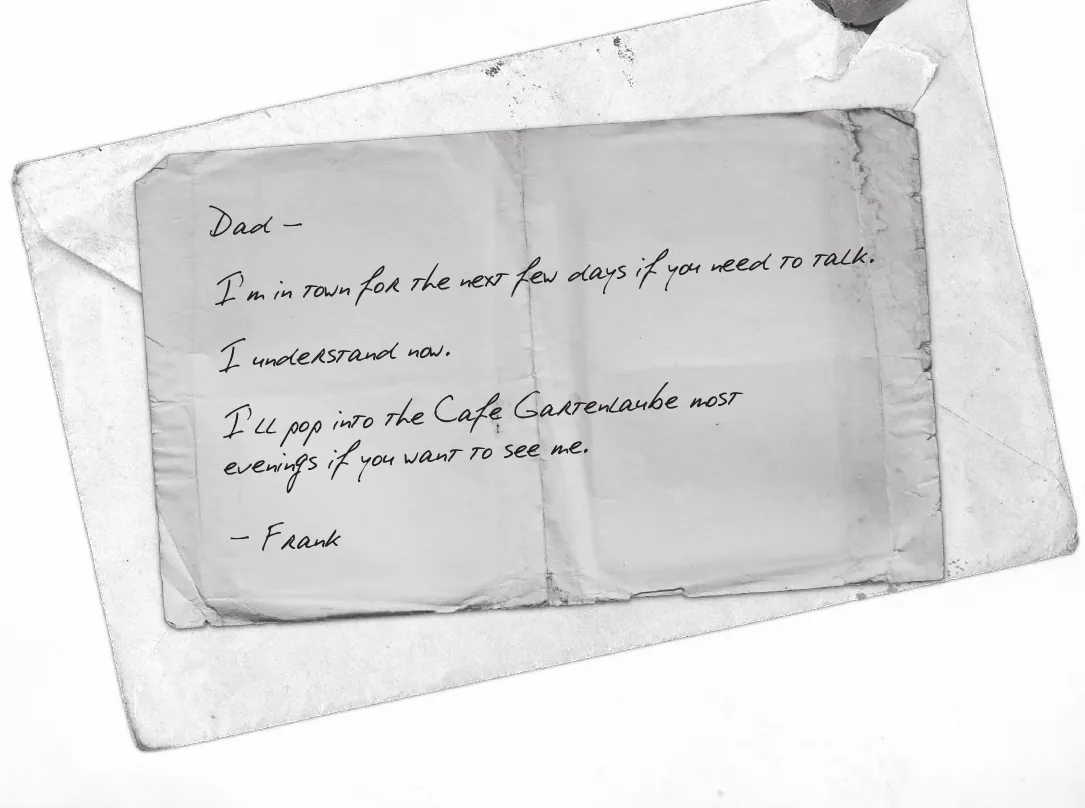 Dad –
I'm in town for the next few days if you need to talk.
I understand now.
I'll pop into the Cafe Gartenlaube most
evenings if you want to see me.
– Frank